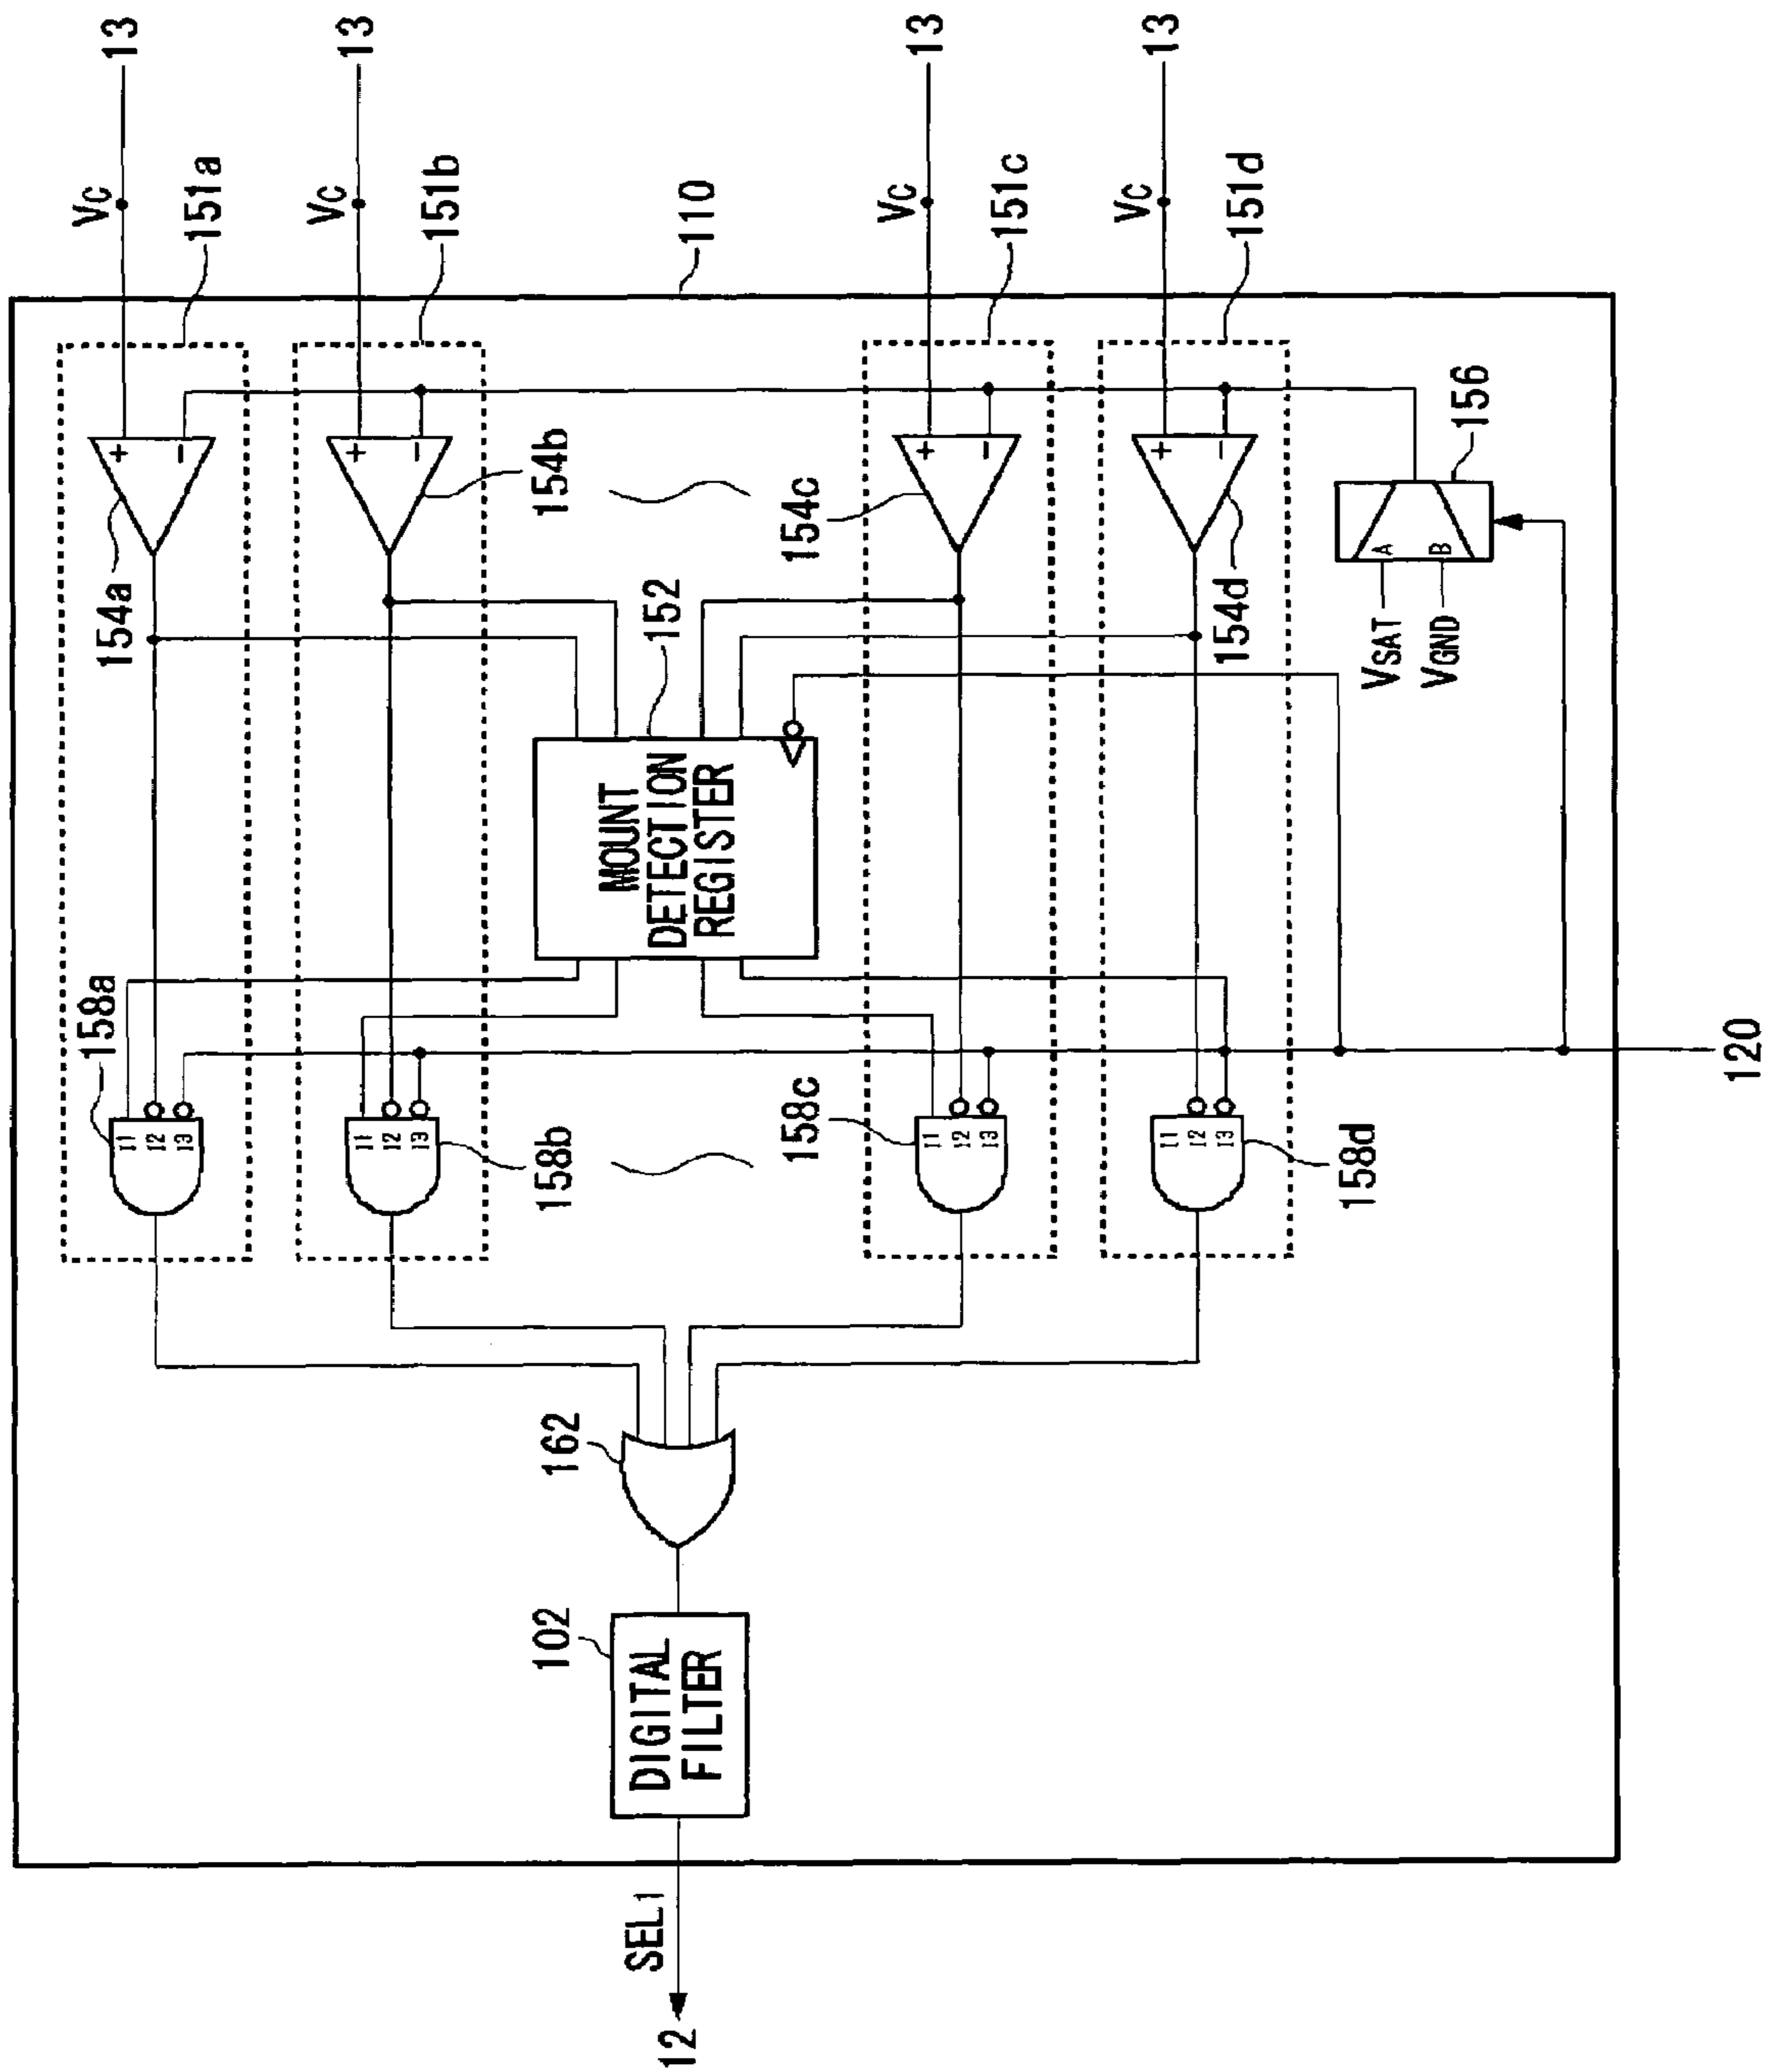 158a
154a
VC
13
I1
I2
I3
+
−
151a
VC
13
I1
I2
I3
+
−
151b
158b
154b
12
SEL1
102
DIGITAL
FILTER
162
MOUNT
DETECTION
REGISTER
152
110
158c
154c
VC
13
I1
I2
I3
+
−
151c
VC
13
I1
I2
I3
+
−
151d
158d
154d
VSAT
VGND
A
B
156
120